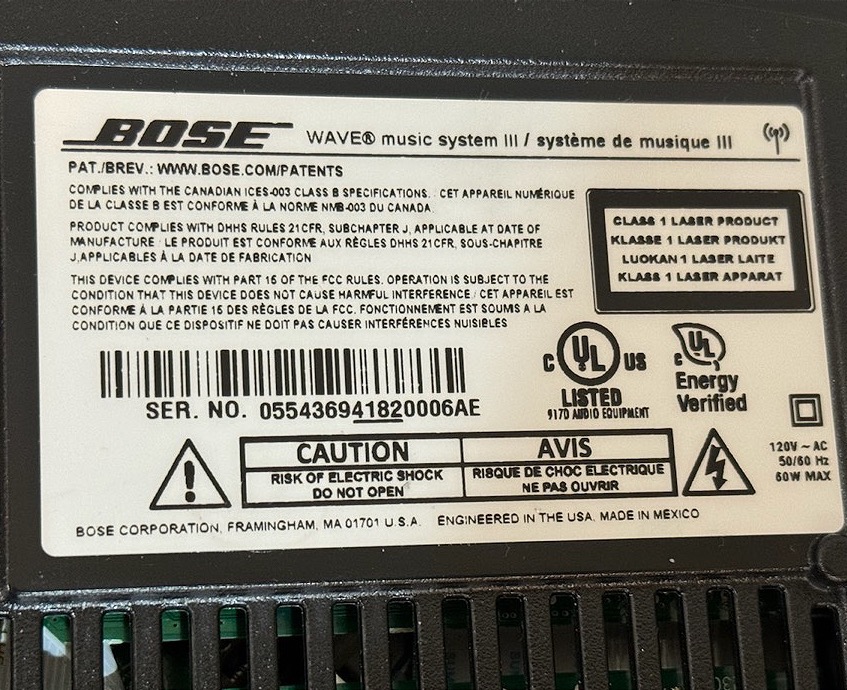 BOSE WAVE® music system III / système de musique III
PAT./BREV.: WWW.BOSE.COM/PATENTS
COMPLIES WITH THE CANADIAN ICES-003 CLASS B SPECIFICATIONS. CET APPAREIL NUMÉRIQUE
DE LA CLASSE B EST CONFORME À LA NORME NMB-003 DU CANADA
PRODUCT COMPLIES WITH DHHS RULES 21CFR, SUBCHAPTER J, APPLICABLE AT DATE OF
MANUFACTURE LE PRODUIT EST CONFORME AUX RÈGLES DHHS 21CFR, SOUS-CHAPITRE
J,APPLICABLES À LA DATE DE FABRICATION
THIS DEVICE COMPLIES WITH PART 15 OF THE FCC RULES. OPERATION IS SUBJECT TO THE
CONDITION THAT THIS DEVICE DOES NOT CAUSE HARMFUL INTERFERENCE / CET APPAREIL EST
CONFORME À LA PARTIE 15 DES RÈGLES DE LA FCC. FONCTIONNEMENT EST SOUMIS A LA
CONDITION QUE CE DISPOSITIF NE DOIT PAS CAUSER INTERFÉRENCES NUISIBLES
CLASS 1 LASER PRODUCT
KLASSE 1 LASER PRODUKT
LUOKAN 1 LASER LAITE
KLASS 1 LASER APPARAT
SER. NO. 055436941820006AE
C UL US
LISTED
917D AUDIO EQUIPMENT
c UL
Energy
Verified
120V ~ AC
50/60 Hz
60W MAX
CAUTION
RISK OF ELECTRIC SHOCK
DO NOT OPEN
AVIS
RISQUE DE CHOC ELECTRIQUE
NE PAS OUVRIR
BOSE CORPORATION, FRAMINGHAM, MA 01701 U.S.A. ENGINEERED IN THE USA. MADE IN MEXICO